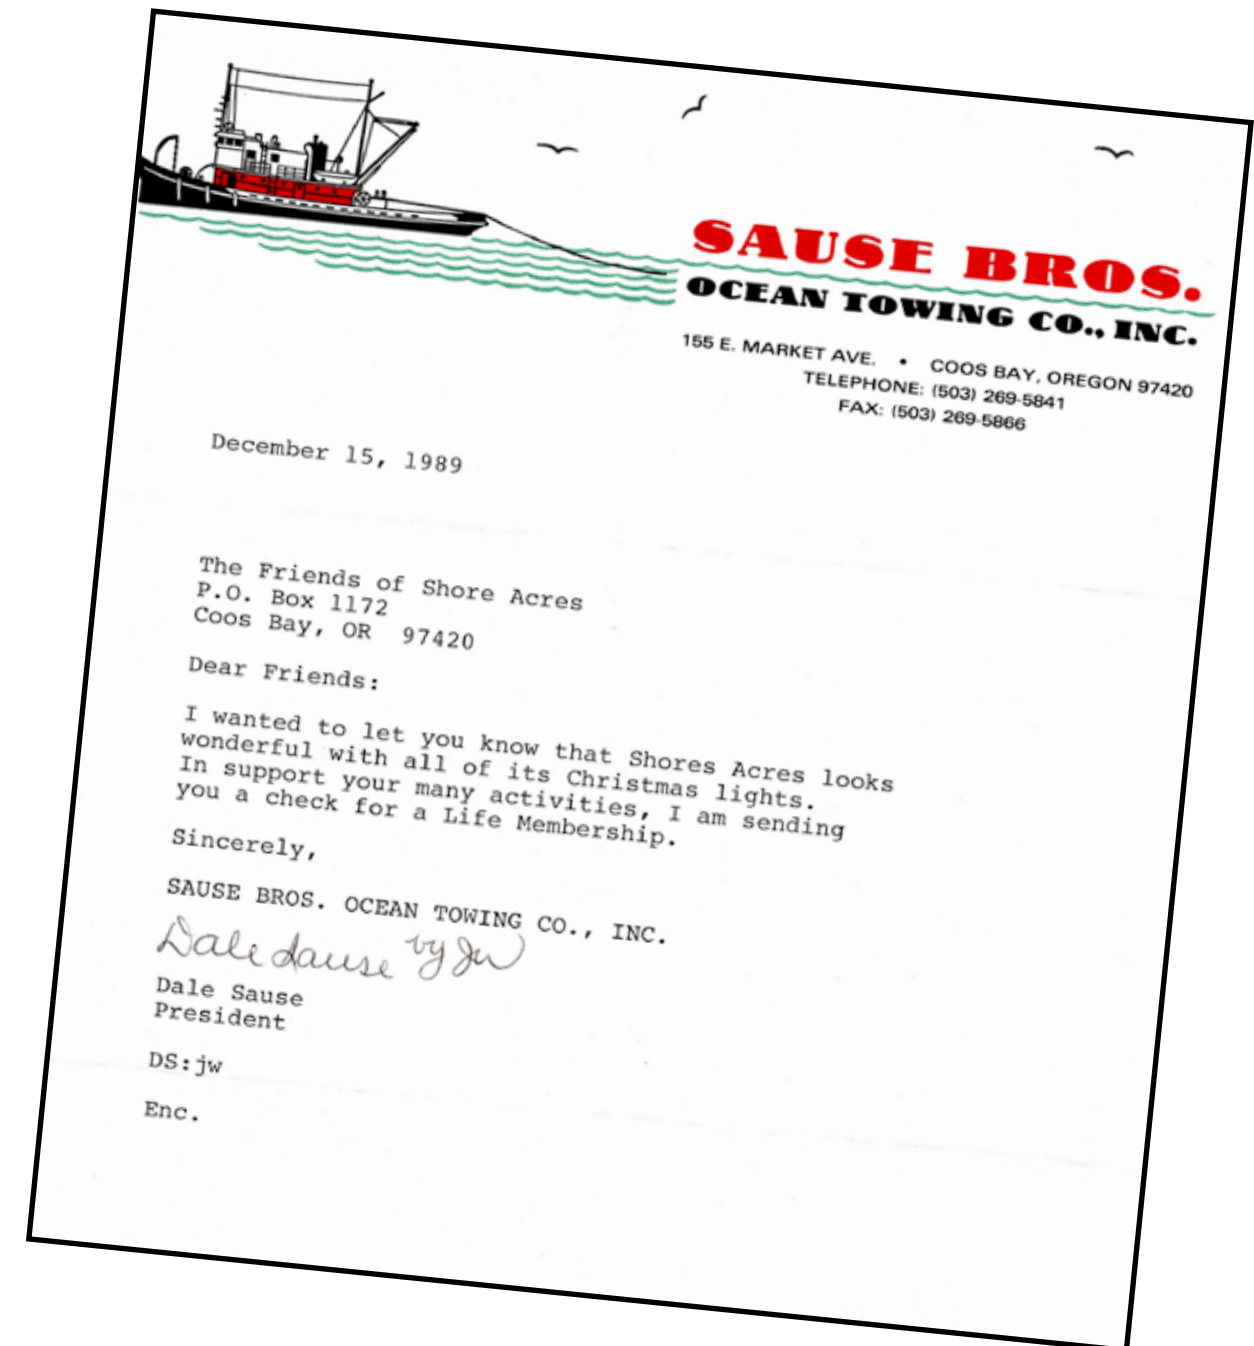 SAUSE BROS.
OCEAN TOWING CO., INC.
155 E. MARKET AVE. • COOS BAY, OREGON 97420
TELEPHONE: (503) 269-5841
FAX: (503) 269-5866
December 15, 1989
The Friends of Shore Acres
P.O. Box 1172
Coos Bay, OR 97420
Dear Friends:
I wanted to let you know that Shores Acres looks
wonderful with all of its Christmas lights.
In support your many activities, I am sending
you a check for a Life Membership.
Sincerely,
SAUSE BROS. OCEAN TOWING CO., INC.
Dale Sause by JW
Dale Sause
President
DS:jw
Enc.